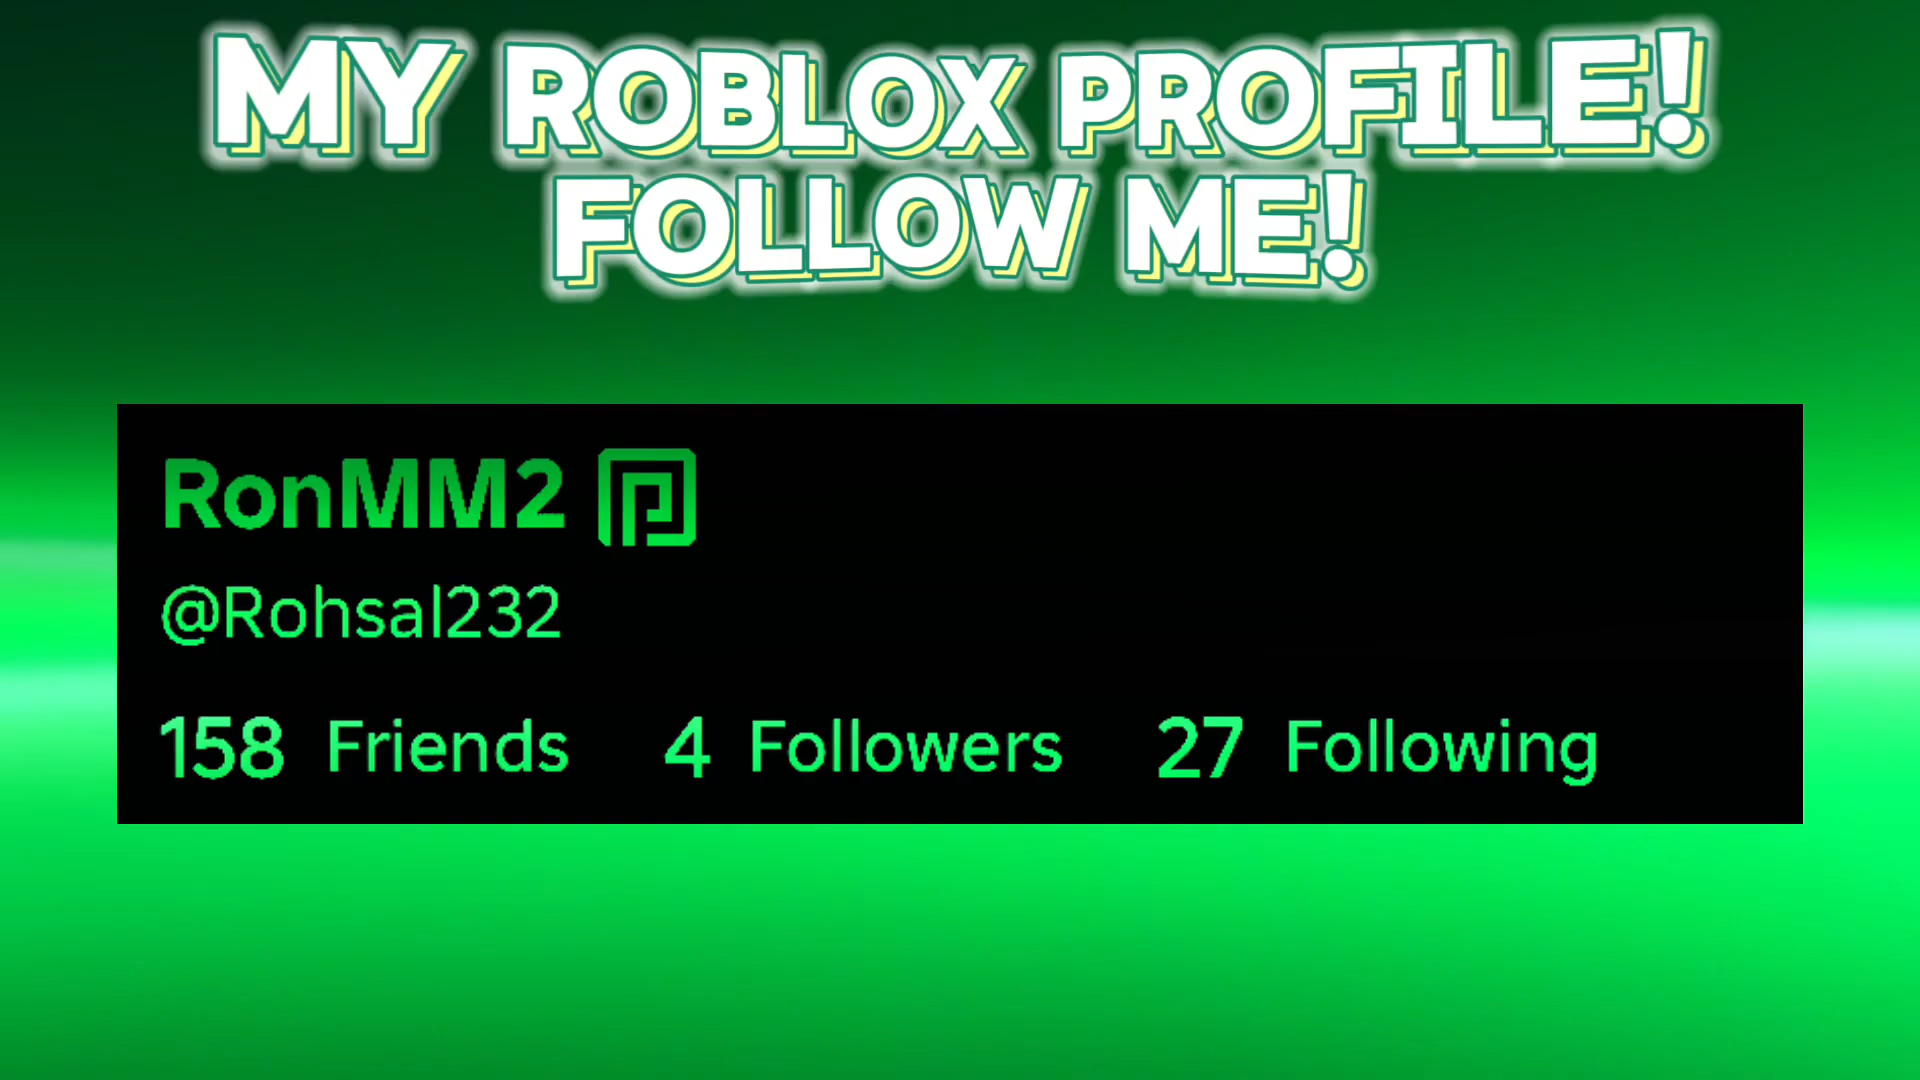 MY ROBLOX PROFILE!
FOLLOW ME!
RonMM2
@Rohsal232
158 Friends 4 Followers 27 Following